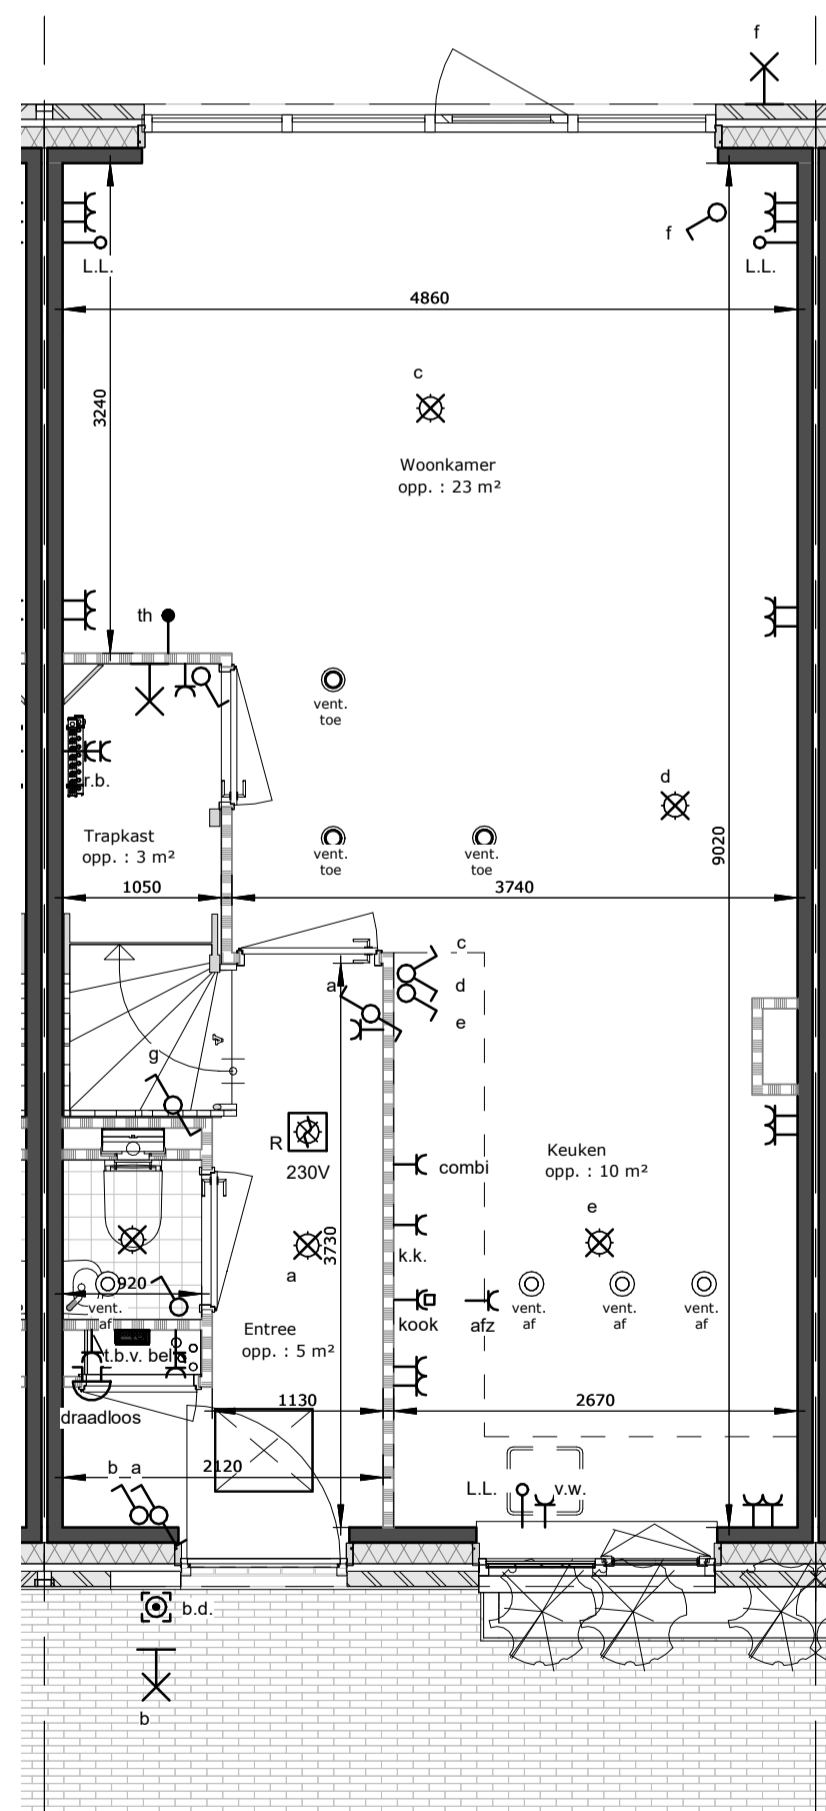 f
f
L.L.
L.L.
4860
3240
c
Woonkamer
opp. : 23 m²
th
vent.
toe
r.b.
d
Trapkast
opp. : 3 m²
vent.
toe
vent.
toe
9020
1050
3740
c
a
d
e
g
R
230V
combi
Keuken
opp. : 10 m²
e
3730
k.k.
a
920
vent.
af
vent.
af
vent.
af
vent.
af
kook
afz
Entree
opp. : 5 m²
t.b.v. bel
1130
2670
draadloos
b a
2120
L.L.
v.w.
b.d.
b